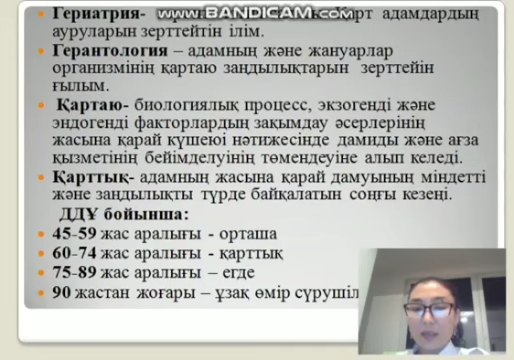 www.BANDICAM.com
Гериатрия- адамдардың
ауруларын зерттейтін ілім.
Герантология – адамның және жануарлар
организмінің қартаю заңдылықтарын зерттейін
ғылым.
Қартаю- биологиялық процесс, экзогенді және
эндогенді факторлардың зақымдау әсерлерінің
жасына қарай күшеюі нәтижесінде дамиды және ағза
қызметінің бейімделуінің төмендеуіне алып келеді.
Қарттық- адамның жасына қарай дамуының міндетті
және заңдылықты түрде байқалатын соңғы кезеңі.
ДДҰ бойынша:
45-59 жас аралығы - орташа
60-74 жас аралығы - қарттық
75-89 жас аралығы – егде
90 жастан жоғары – ұзақ өмір сүрушіл